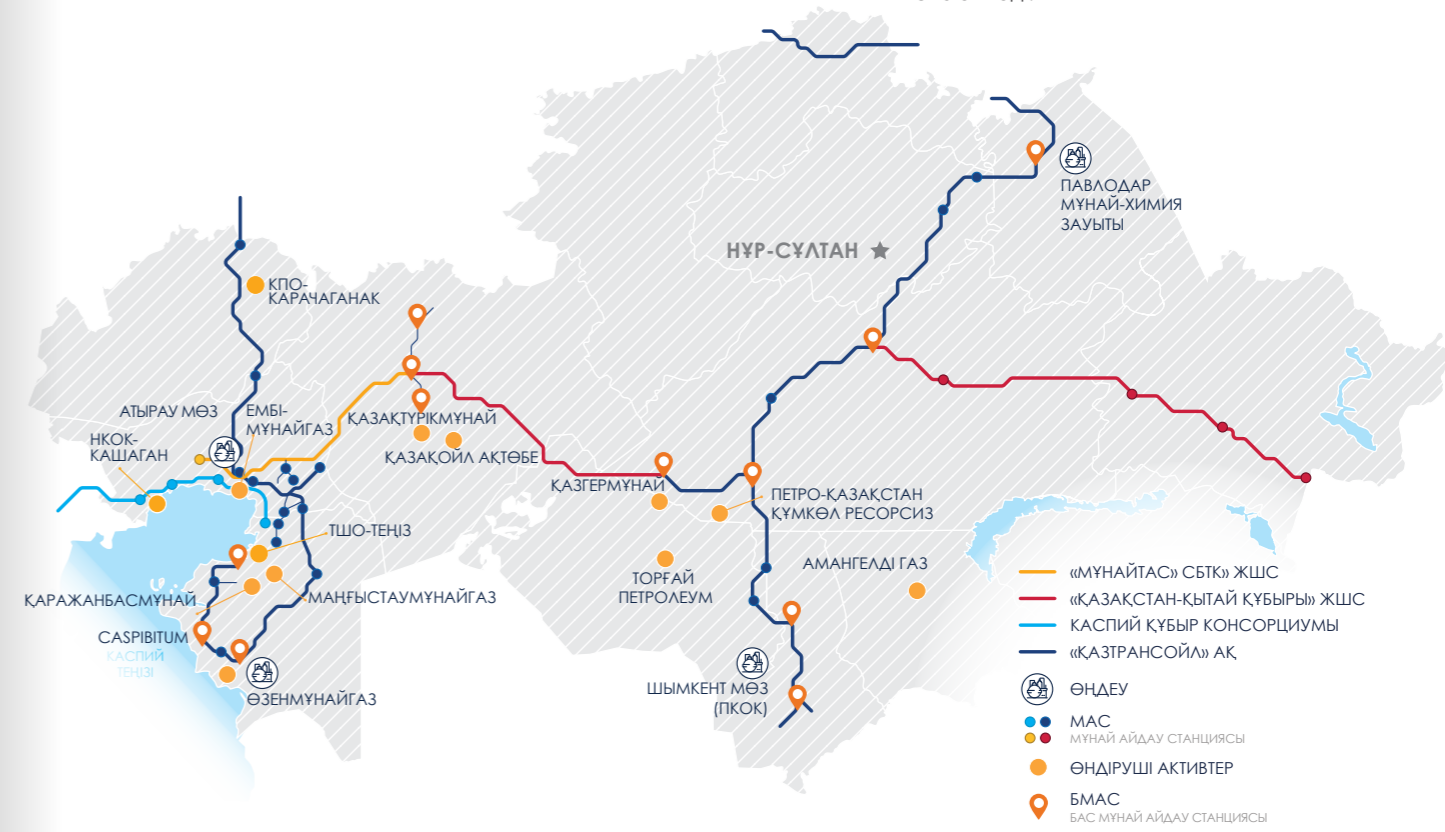 ПАВЛОДАР
МҰНАЙ-ХИМИЯ
ЗАУЫТЫ
НҰР-СҰЛТАН
КПО-
КАРАЧАГАНАК
АТЫРАУ МӨЗ
ЕМБІ-
МҰНАЙГАЗ
НКОК-
КАШАГАН
ҚАЗАҚТҮРІКМҰНАЙ
ҚАЗАҚОЙЛ АҚТӨБЕ
ҚАЗГЕРМҰНАЙ
ПЕТРО-ҚАЗАҚСТАН
ҚҰМКӨЛ РЕСОРСИЗ
ТШО-ТЕҢІЗ
ТОРҒАЙ
ПЕТРОЛЕУМ
АМАНГЕЛДІ ГАЗ
ҚАРАЖАНБАСМҰНАЙ
МАҢҒЫСТАУМҰНАЙГАЗ
CASPIBITUM
КАСПИЙ
ТЕҢІЗІ
ӨЗЕНМҰНАЙГАЗ
ШЫМКЕНТ МӨЗ
(ПКОК)
«МҰНАЙТАС» СБТК» ЖШС
«ҚАЗАҚСТАН-ҚЫТАЙ ҚҰБЫРЫ» ЖШС
КАСПИЙ ҚҰБЫР КОНСОРЦИУМЫ
«ҚАЗТРАНСОЙЛ» АҚ
ӨҢДЕУ
МАС
МҰНАЙ АЙДАУ СТАНЦИЯСЫ
ӨНДІРУШІ АКТИВТЕР
БМАС
БАС МҰНАЙ АЙДАУ СТАНЦИЯСЫ